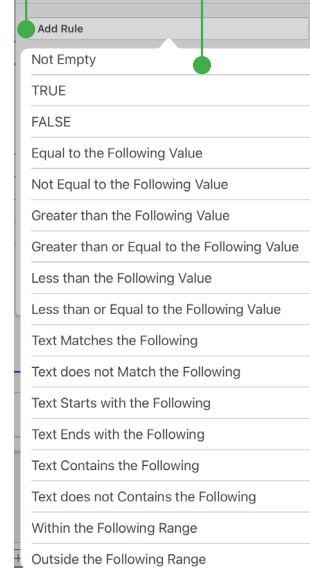 Add Rule
Not Empty
TRUE
FALSE
Equal to the Following Value
Not Equal to the Following Value
Greater than the Following Value
Greater than or Equal to the Following Value
Less than the Following Value
Less than or Equal to the Following Value
Text Matches the Following
Text does not Match the Following
Text Starts with the Following
Text Ends with the Following
Text Contains the Following
Text does not Contains the Following
Within the Following Range
Outside the Following Range